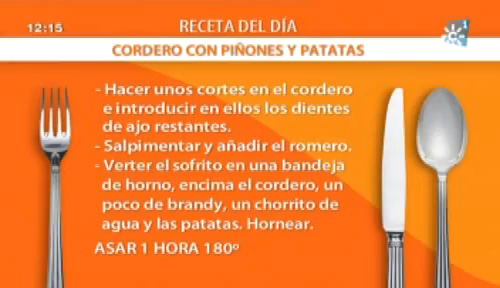 12:15
RECETA DEL DÍA
1
CORDERO CON PIÑONES Y PATATAS
- Hacer unos cortes en el cordero
e introducir en ellos los dientes
de ajo restantes.
- Salpimentar y añadir el romero.
- Verter el sofrito en una bandeja
de horno, encima el cordero, un
poco de brandy, un chorrito de
agua y las patatas. Hornear.
ASAR 1 HORA 180º